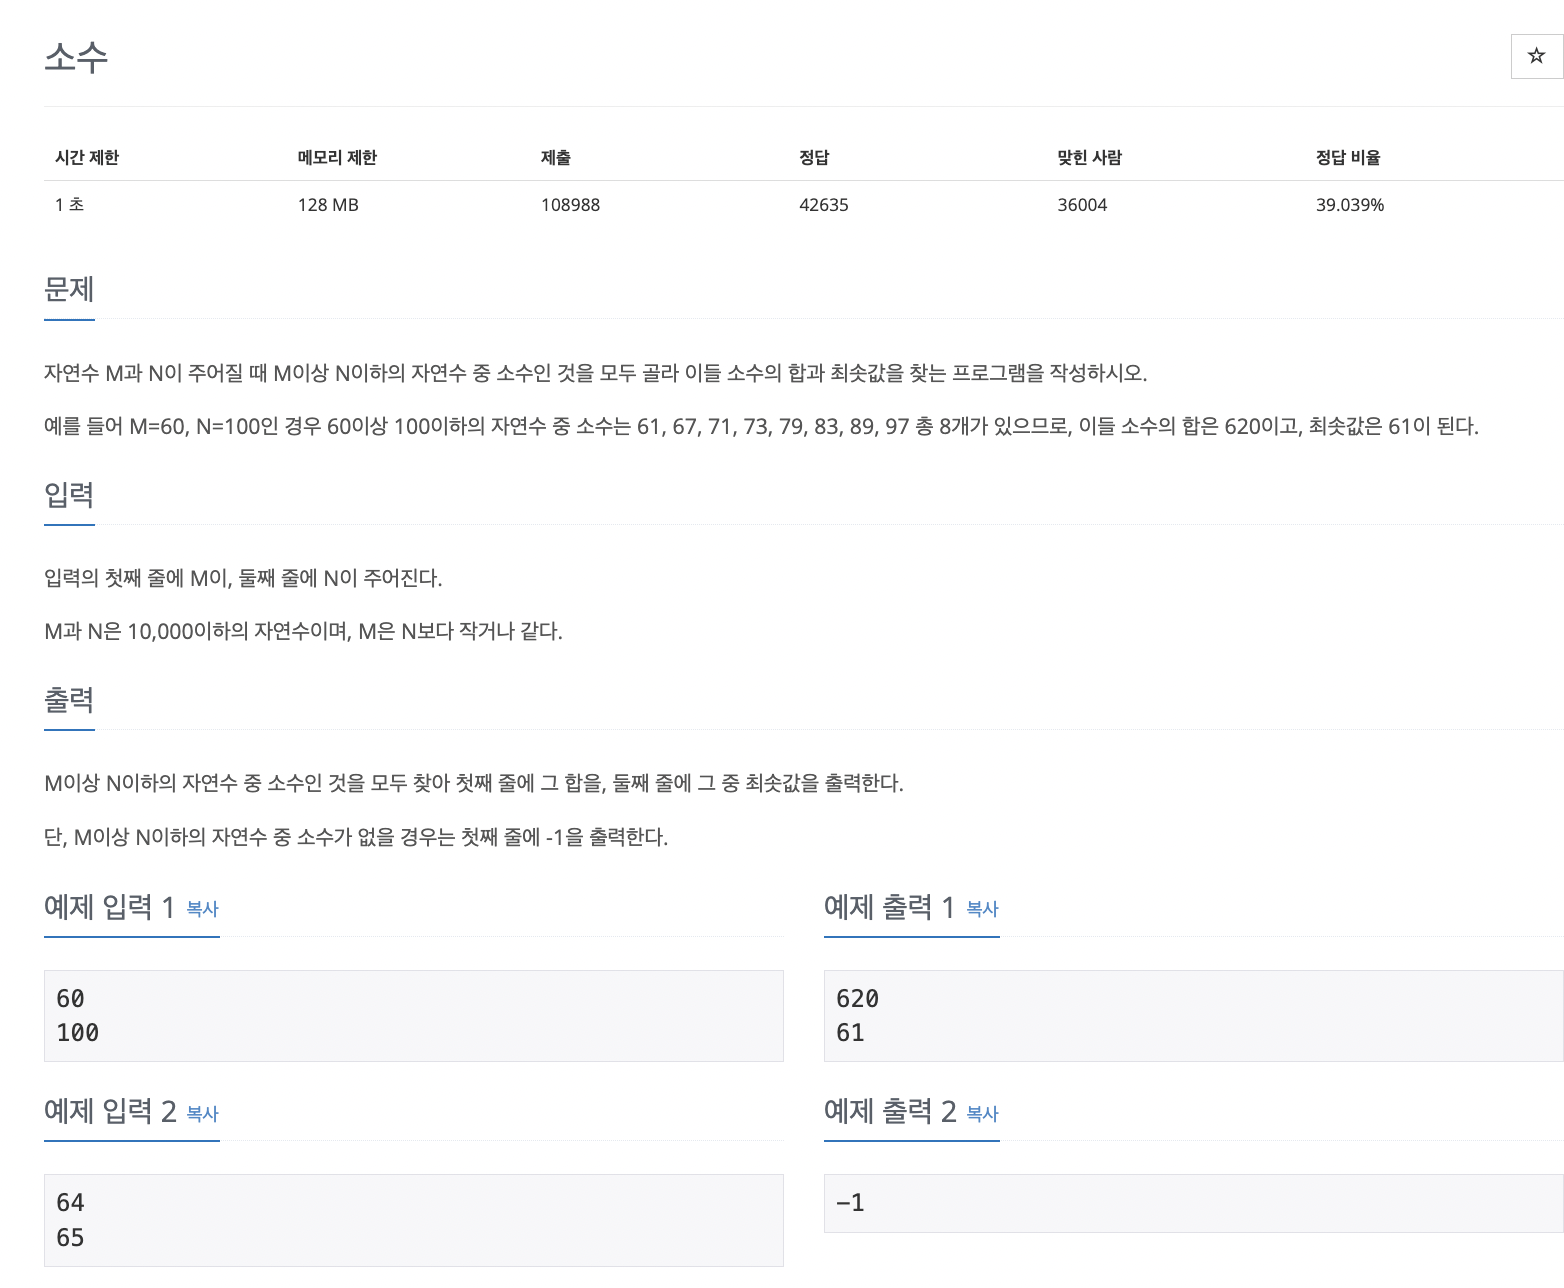 소수
☆
시간 제한 메모리 제한 제출 정답 맞힌 사람 정답 비율
1 초 128 MB 108988 42635 36004 39.039%
문제
자연수 M과 N이 주어질 때 M이상 N이하의 자연수 중 소수인 것을 모두 골라 이들 소수의 합과 최솟값을 찾는 프로그램을 작성하시오.
예를 들어 M=60, N=100인 경우 60이상 100이하의 자연수 중 소수는 61, 67, 71, 73, 79, 83, 89, 97 총 8개가 있으므로, 이들 소수의 합은 620이고, 최솟값은 61이 된다.
입력
입력의 첫째 줄에 M이, 둘째 줄에 N이 주어진다.
M과 N은 10,000이하의 자연수이며, M은 N보다 작거나 같다.
출력
M이상 N이하의 자연수 중 소수인 것을 모두 찾아 첫째 줄에 그 합을, 둘째 줄에 그 중 최솟값을 출력한다.
단, M이상 N이하의 자연수 중 소수가 없을 경우는 첫째 줄에 -1을 출력한다.
예제 입력 1 복사
60
100
예제 출력 1 복사
620
61
예제 입력 2 복사
64
65
예제 출력 2 복사
-1